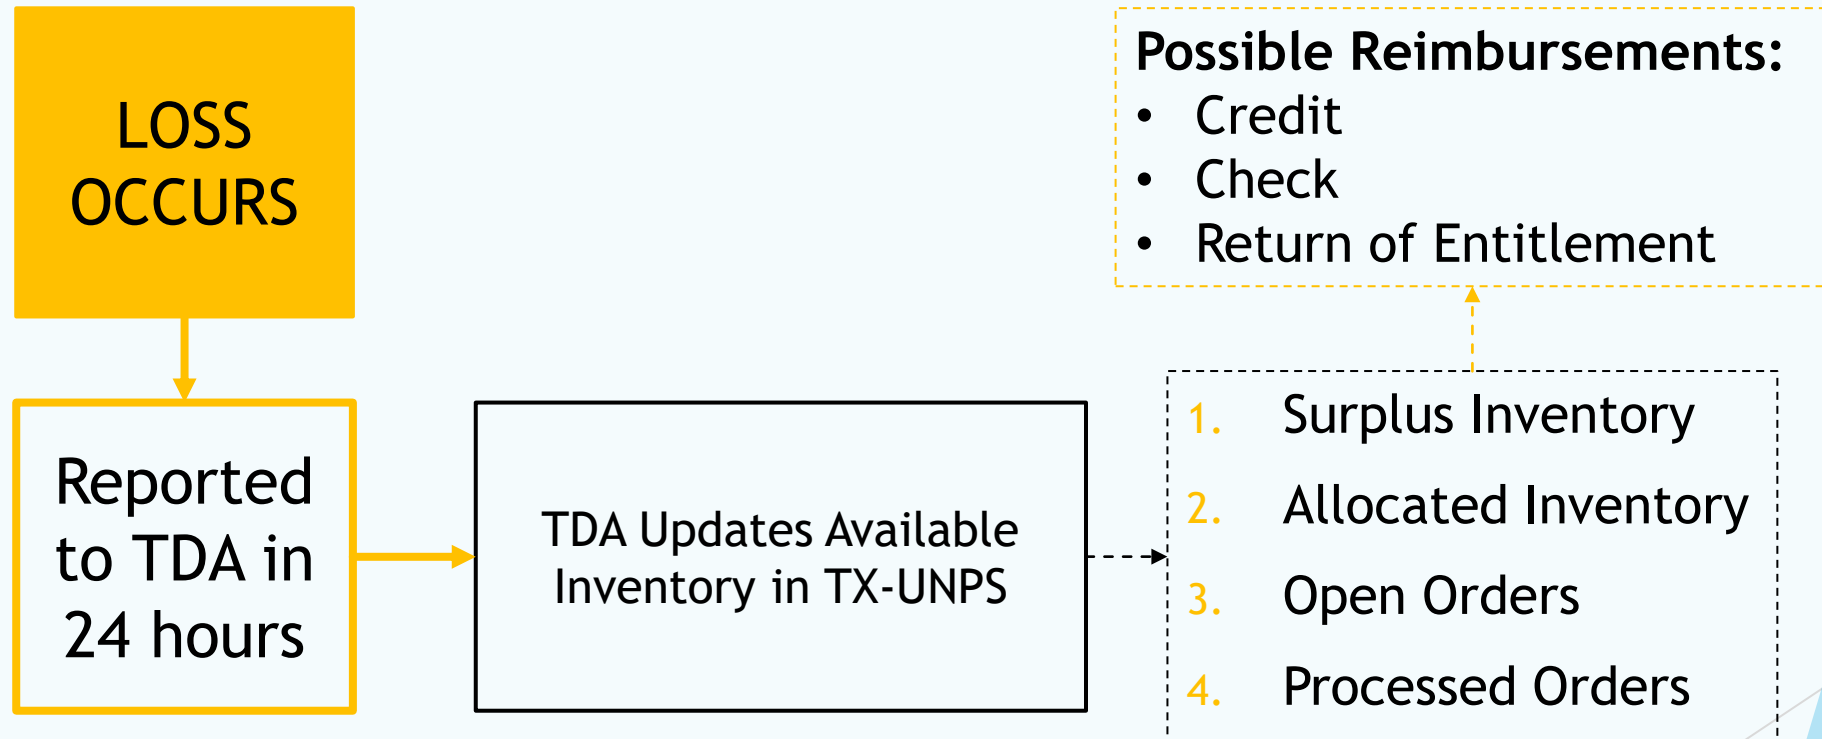 LOSS
OCCURS
Reported
to TDA in
24 hours
TDA Updates Available
Inventory in TX-UNPS
1. Surplus Inventory
2. Allocated Inventory
3. Open Orders
4. Processed Orders
Possible Reimbursements:
• Credit
• Check
• Return of Entitlement